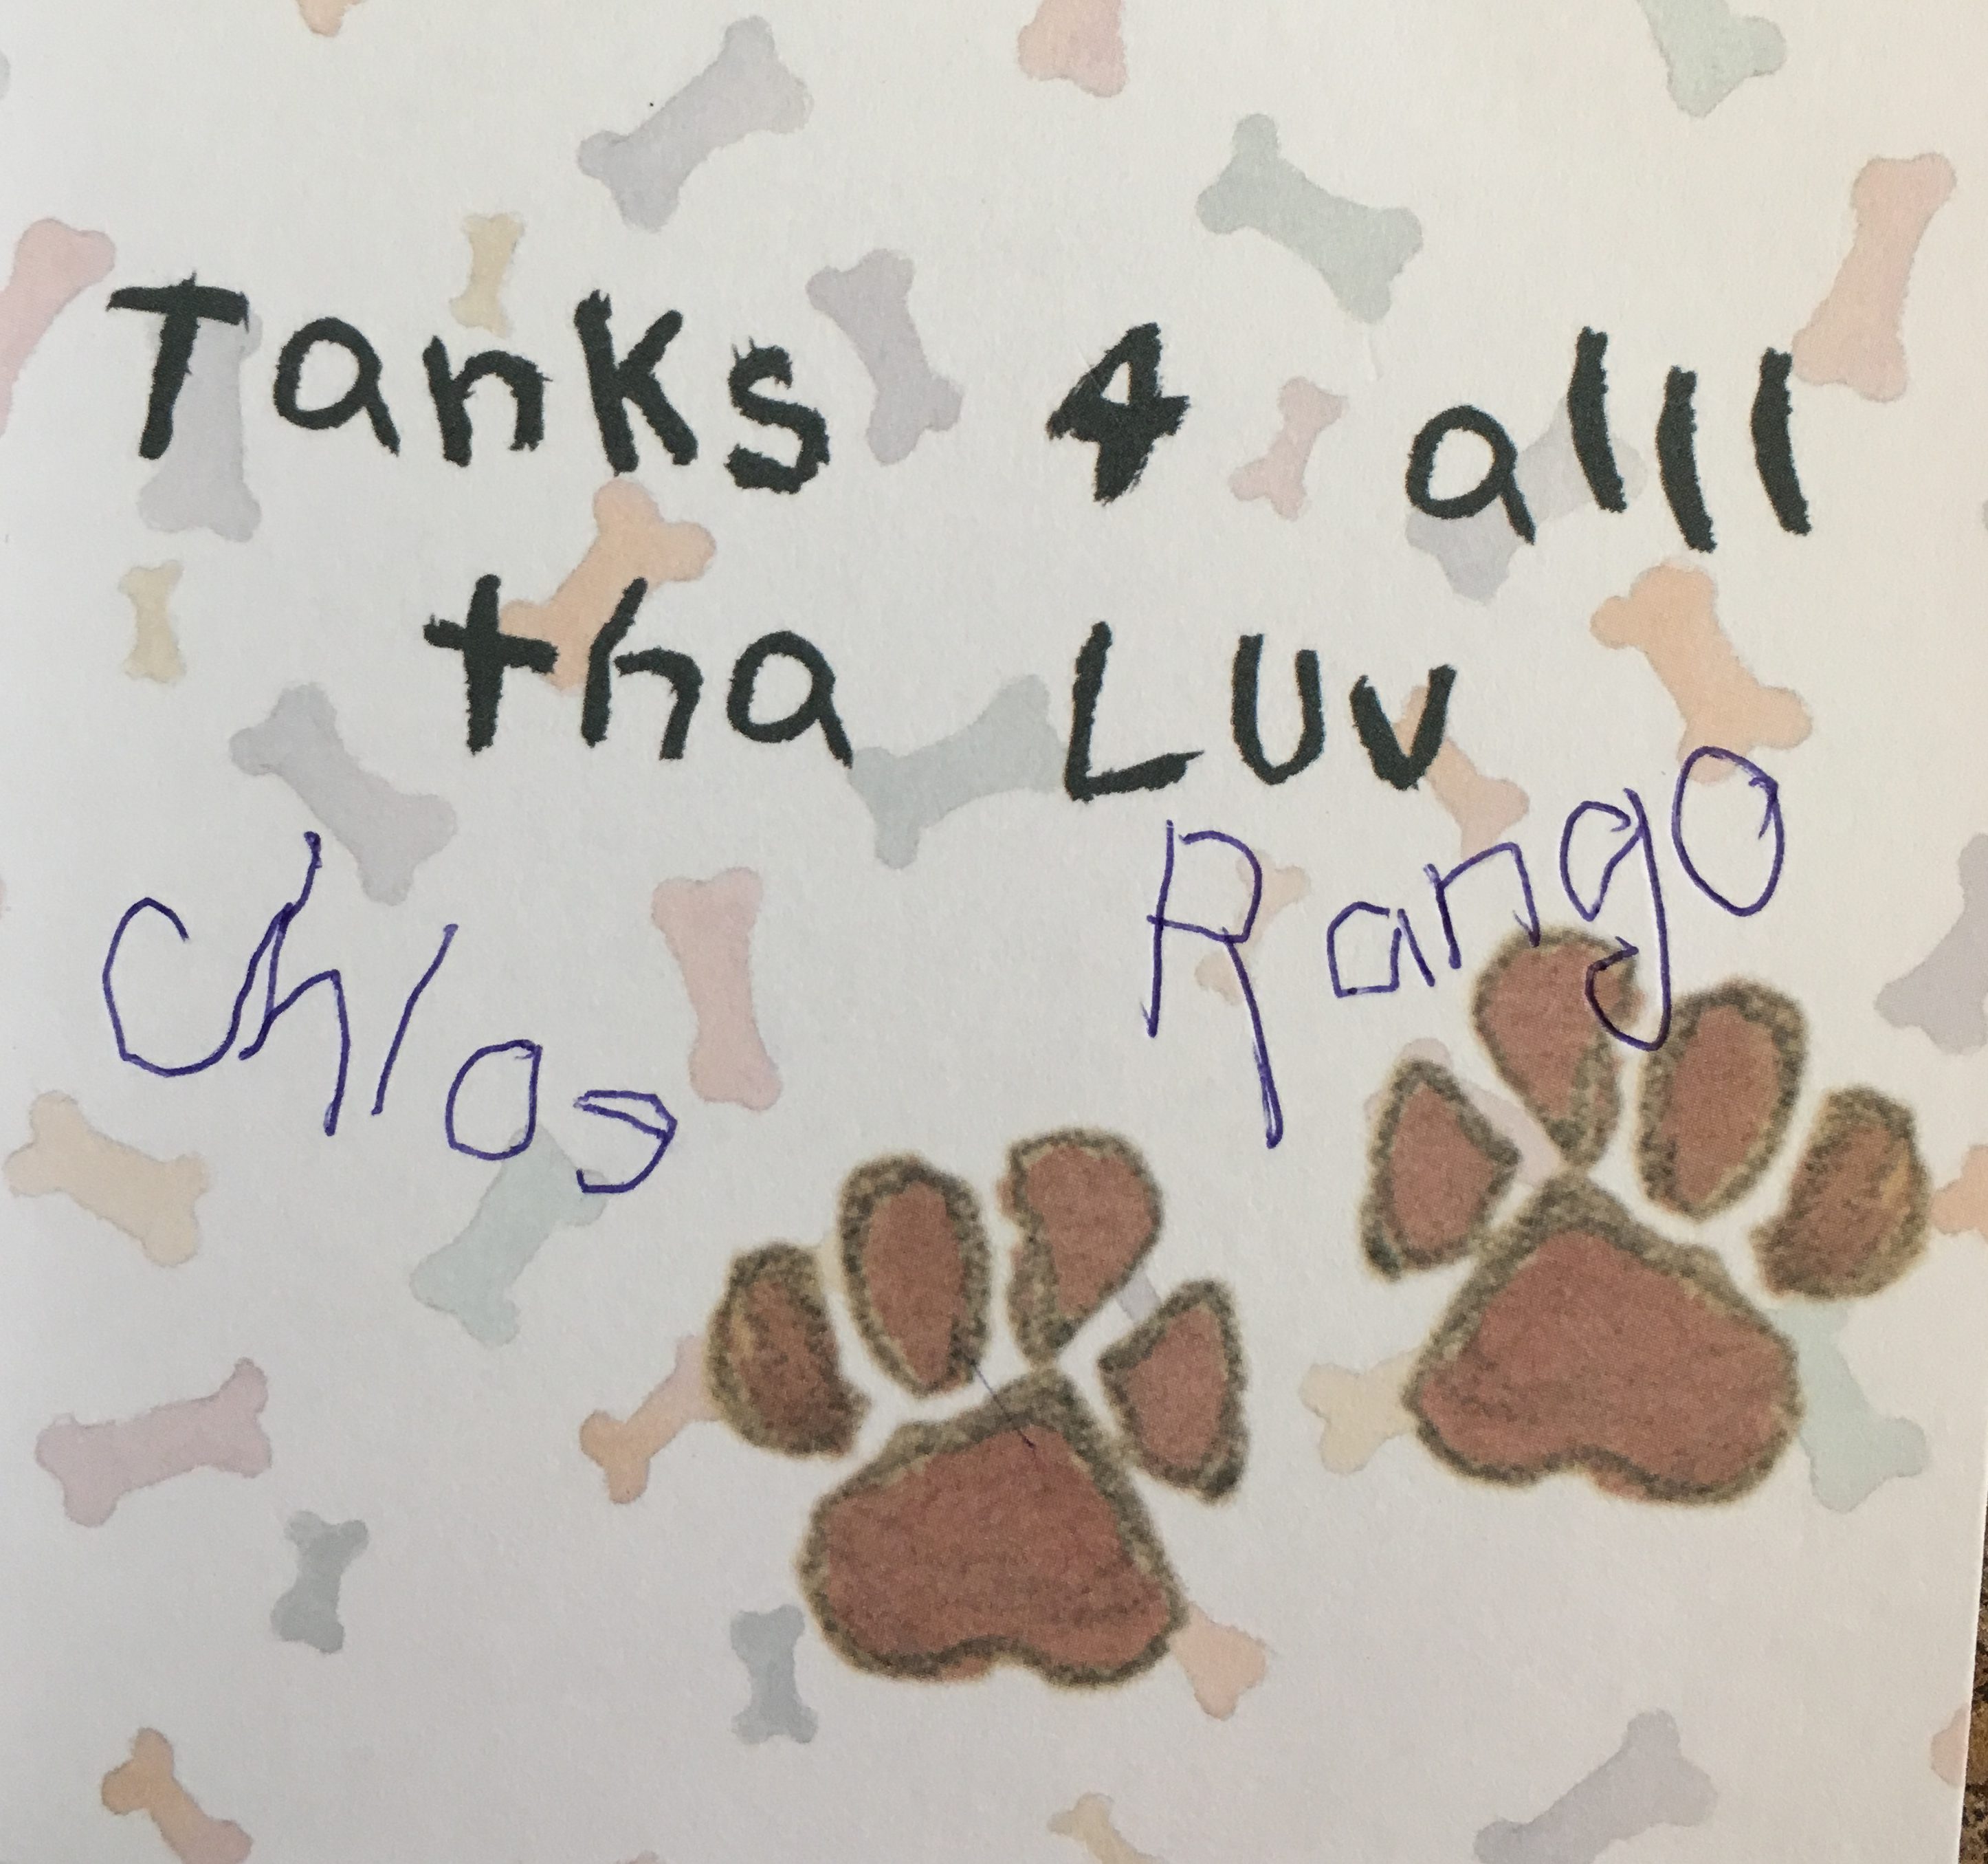 Tanks 4 alll
tha Luv
Chloe
Rango